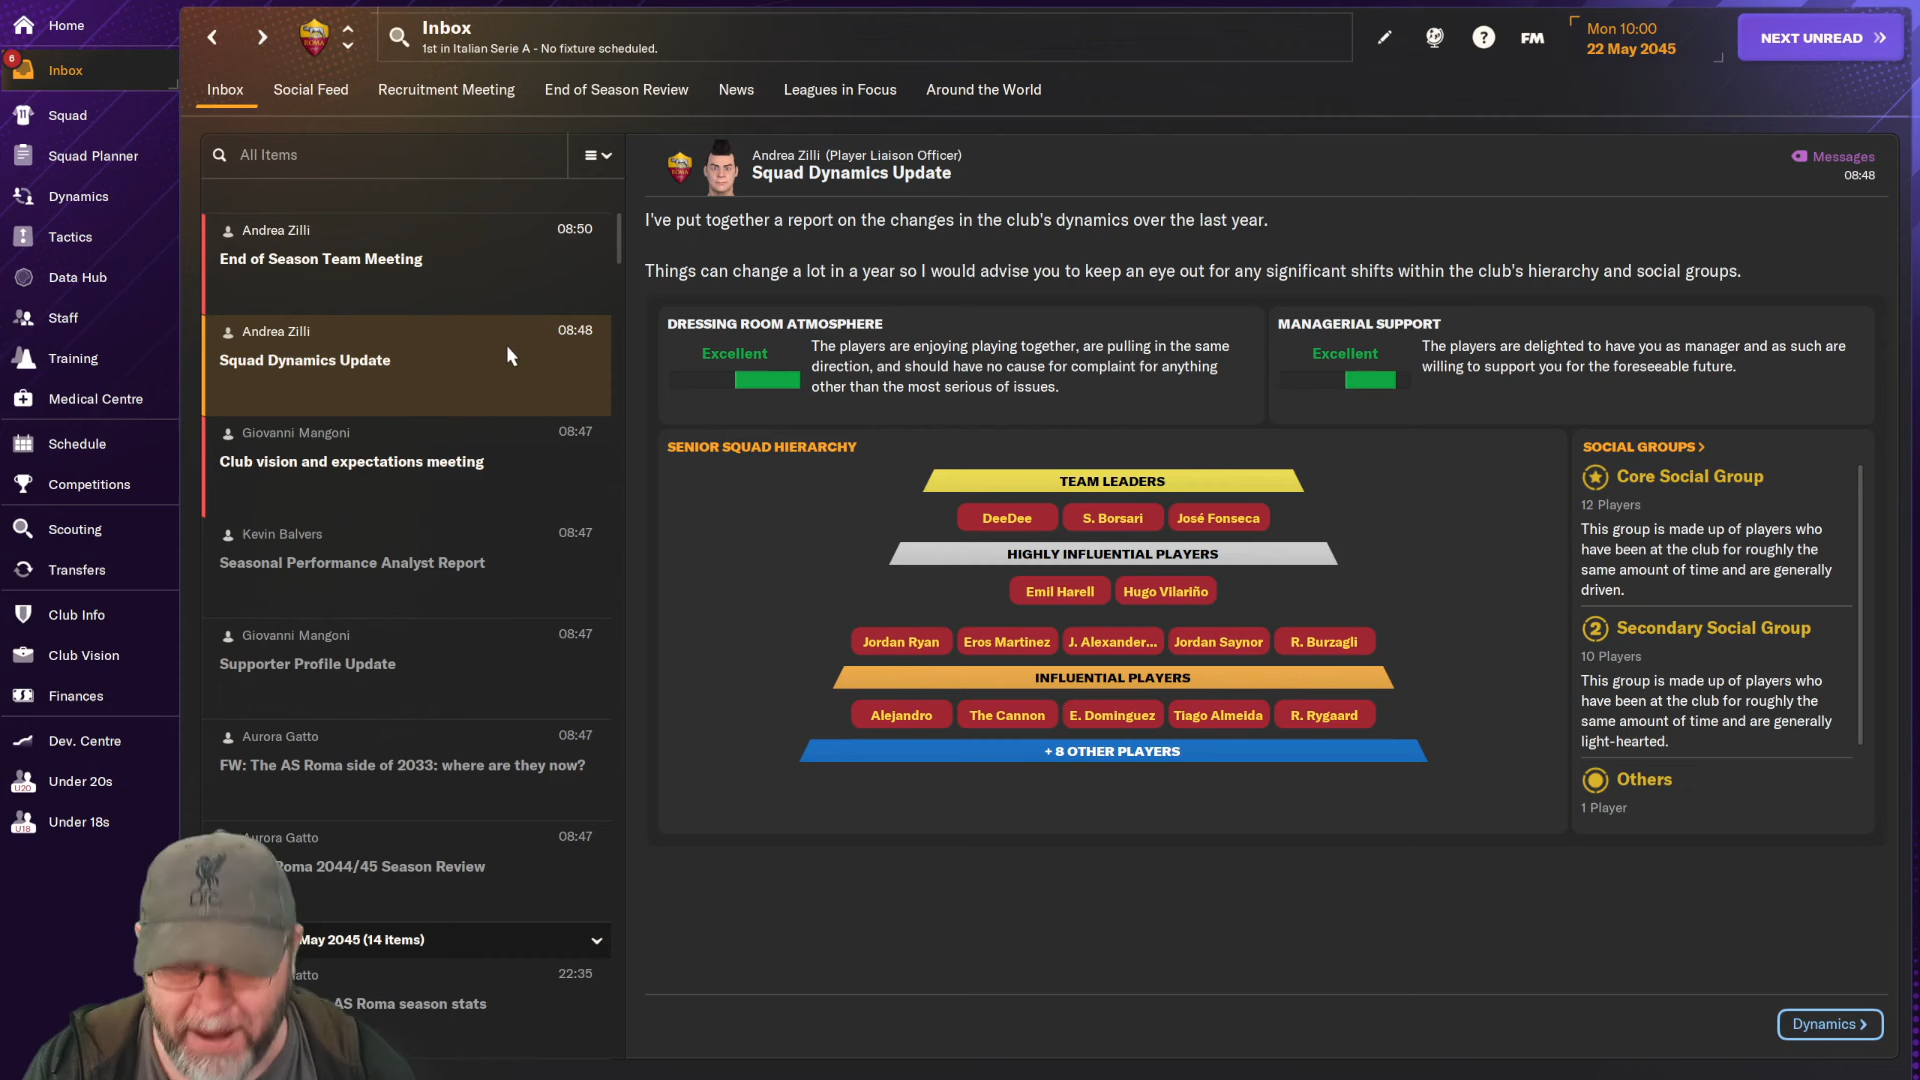 Home
6
Inbox
Squad
Squad Planner
Dynamics
Tactics
Data Hub
Staff
Training
Medical Centre
Schedule
Competitions
Scouting
Transfers
Club Info
Club Vision
Finances
Dev. Centre
U20
Under 20s
U18
Under 18s
ROMA
Inbox
1st in Italian Serie A - No fixture scheduled.
?
FM
Mon 10:00
22 May 2045
NEXT UNREAD
Inbox
Social Feed
Recruitment Meeting
End of Season Review
News
Leagues in Focus
Around the World
All Items
Andrea Zilli
08:50
End of Season Team Meeting
Andrea Zilli
08:48
Squad Dynamics Update
Giovanni Mangoni
08:47
Club vision and expectations meeting
Kevin Balvers
08:47
Seasonal Performance Analyst Report
Giovanni Mangoni
08:47
Supporter Profile Update
Aurora Gatto
08:47
FW: The AS Roma side of 2033: where are they now?
urora Gatto
08:47
Roma 2044/45 Season Review
May 2045 (14 items)
atto
22:35
AS Roma season stats
Andrea Zilli (Player Liaison Officer)
Squad Dynamics Update
Messages
08:48
I've put together a report on the changes in the club's dynamics over the last year.
Things can change a lot in a year so I would advise you to keep an eye out for any significant shifts within the club's hierarchy and social groups.
DRESSING ROOM ATMOSPHERE
Excellent
The players are enjoying playing together, are pulling in the same
direction, and should have no cause for complaint for anything
other than the most serious of issues.
MANAGERIAL SUPPORT
Excellent
The players are delighted to have you as manager and as such are
willing to support you for the foreseeable future.
SENIOR SQUAD HIERARCHY
TEAM LEADERS
DeeDee
S. Borsari
José Fonseca
HIGHLY INFLUENTIAL PLAYERS
Emil Harell
Hugo Vilariño
Jordan Ryan
Eros Martinez
J. Alexander...
Jordan Saynor
R. Burzagli
INFLUENTIAL PLAYERS
Alejandro
The Cannon
E. Dominguez
Tiago Almeida
R. Rygaard
+ 8 OTHER PLAYERS
SOCIAL GROUPS >
Core Social Group
12 Players
This group is made up of players who
have been at the club for roughly the
same amount of time and are generally
driven.
2
Secondary Social Group
10 Players
This group is made up of players who
have been at the club for roughly the
same amount of time and are generally
light-hearted.
Others
1 Player
Dynamics >